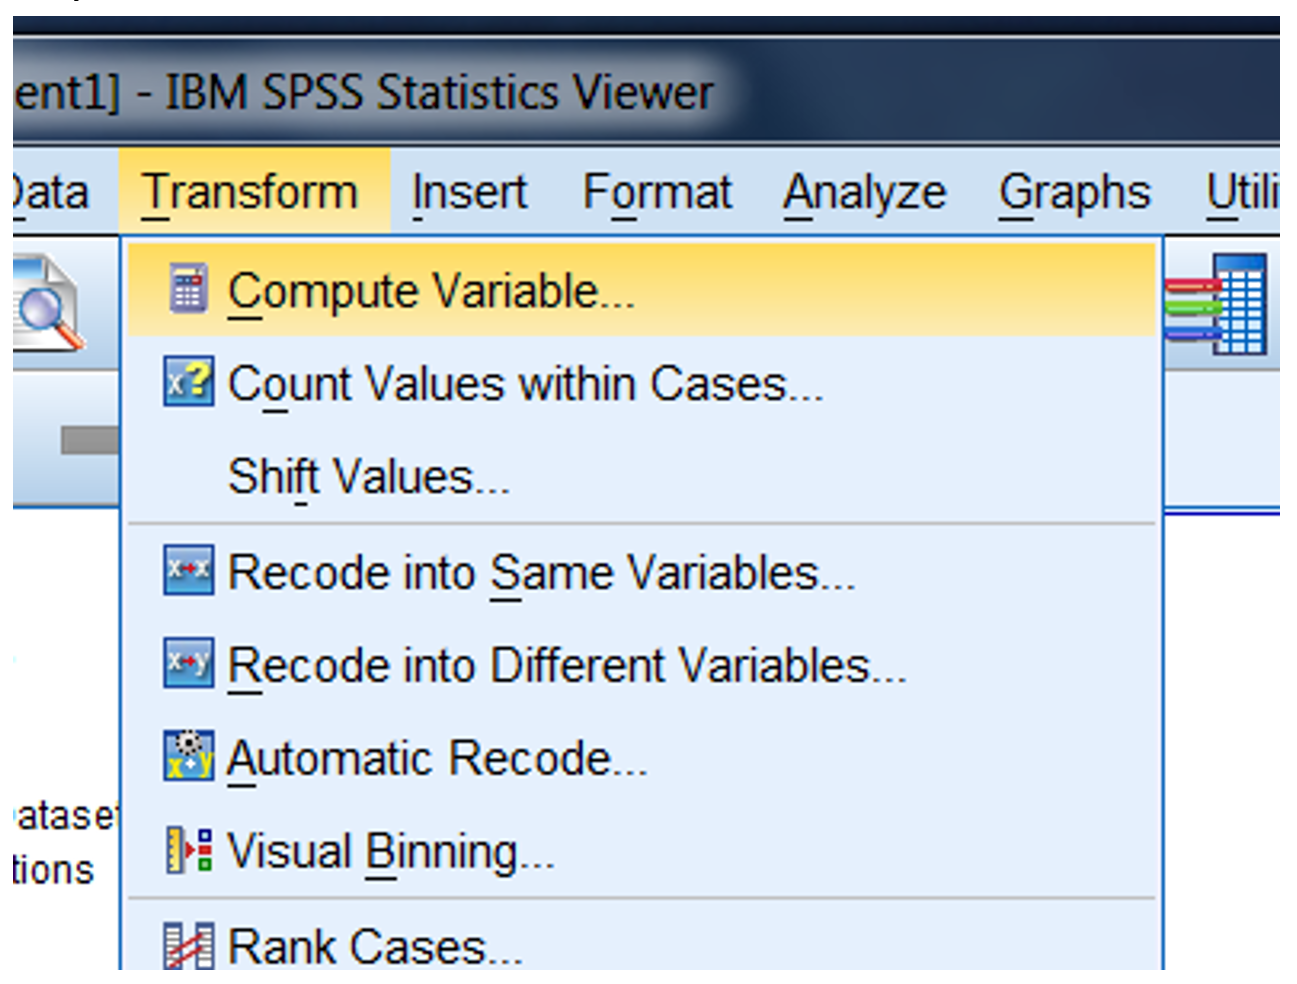 ent1] - IBM SPSS Statistics Viewer
Data Transform Insert Format Analyze Graphs Utili
Compute Variable...
x? Count Values within Cases...
Shift Values...
x→x Recode into Same Variables...
x→y Recode into Different Variables...
x y Automatic Recode...
ataset
Visual Binning...
tions
Rank Cases...